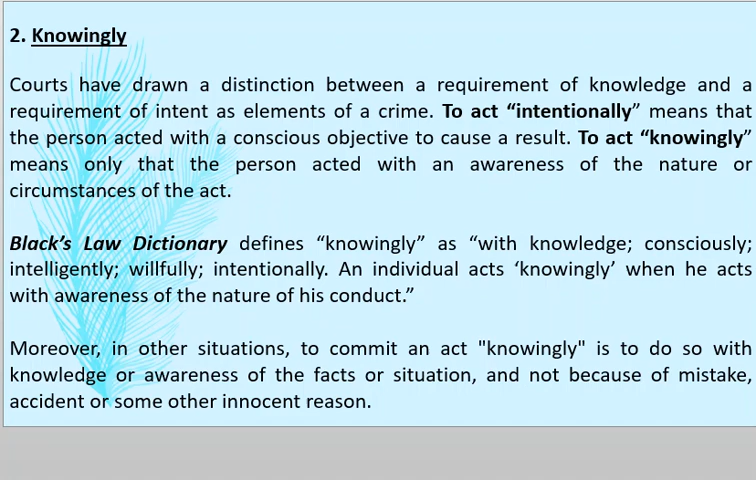 2. Knowingly
Courts have drawn a distinction between a requirement of knowledge and a
requirement of intent as elements of a crime. To act “intentionally” means that
the person acted with a conscious objective to cause a result. To act “knowingly”
means only that the person acted with an awareness of the nature or
circumstances of the act.
Black’s Law Dictionary defines “knowingly” as “with knowledge; consciously;
intelligently; willfully; intentionally. An individual acts ‘knowingly’ when he acts
with awareness of the nature of his conduct.”
Moreover, in other situations, to commit an act "knowingly" is to do so with
knowledge or awareness of the facts or situation, and not because of mistake,
accident or some other innocent reason.